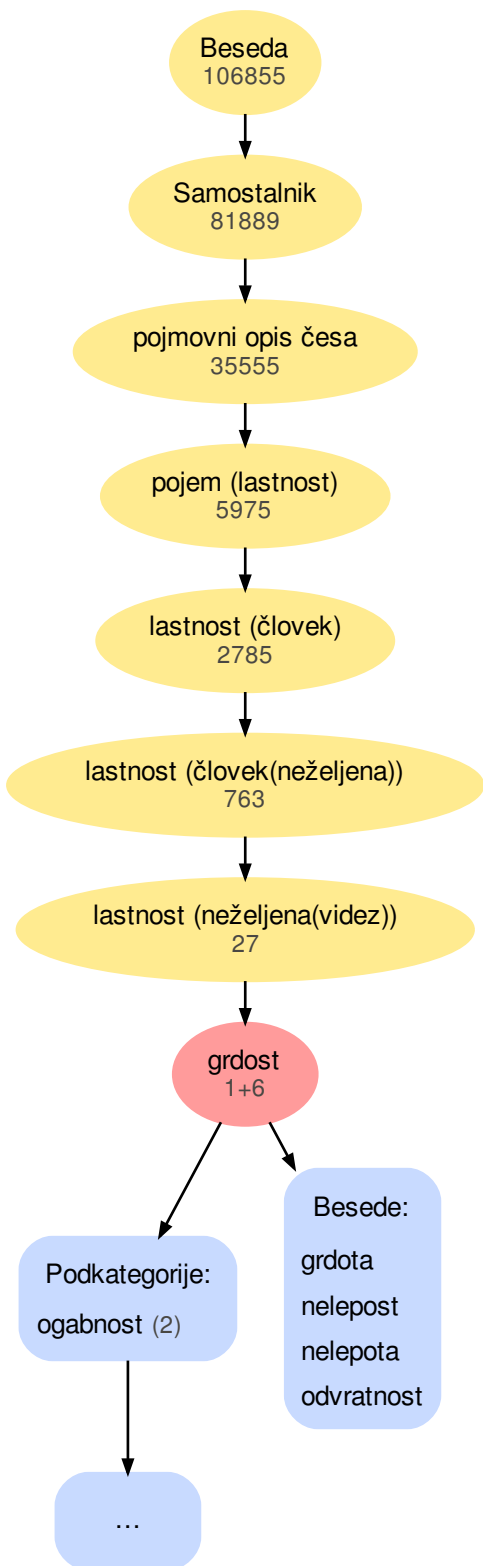 Beseda
106855
Samostalnik
81889
pojmovni opis česa
35555
pojem (lastnost)
5975
lastnost (človek)
2785
lastnost (človek(neželjena))
763
lastnost (neželjena(videz))
27
grdost
1+6
Podkategorije:
ogabnost (2)
...
Besede:
grdota
nelepost
nelepota
odvratnost